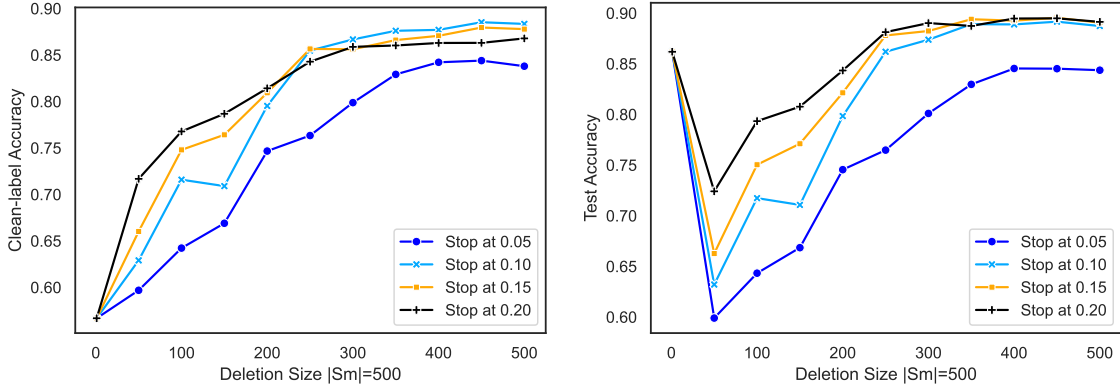 Clean-label Accuracy
0.90
0.85
0.80
0.75
0.70
0.65
0.60
0 100 200 300 400 500
Deletion Size |Sm|=500
Stop at 0.05
Stop at 0.10
Stop at 0.15
Stop at 0.20
Test Accuracy
0.90
0.85
0.80
0.75
0.70
0.65
0.60
0 100 200 300 400 500
Deletion Size |Sm|=500
Stop at 0.05
Stop at 0.10
Stop at 0.15
Stop at 0.20